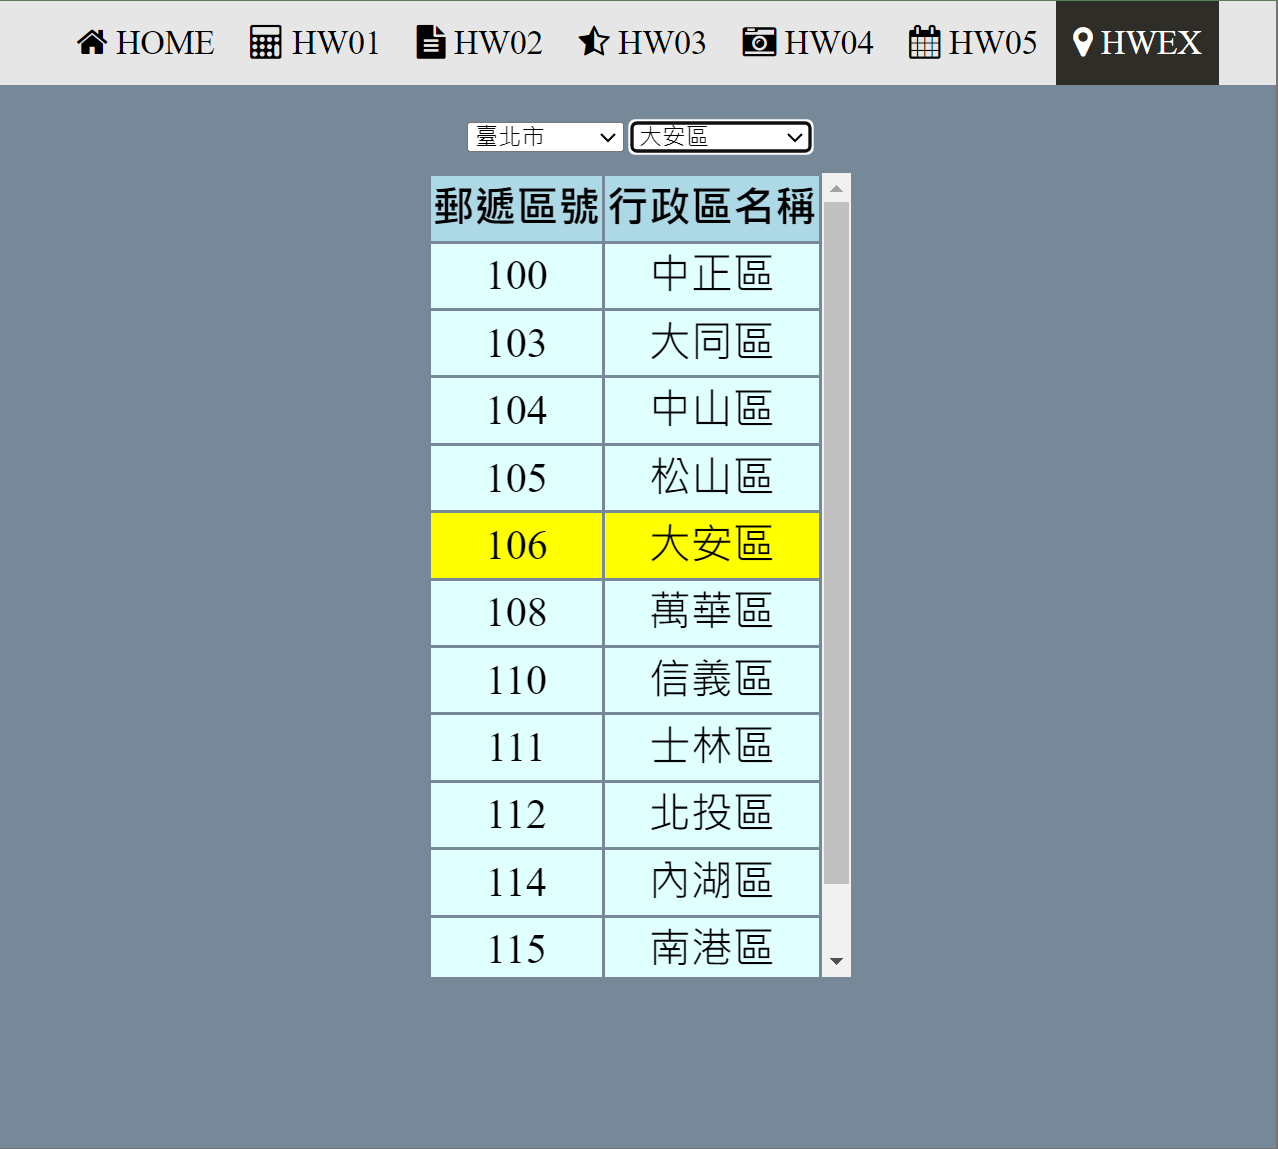 HOME HW01 HW02 HW03 HW04 HW05 HWEX
臺北市 大安區
郵遞區號 行政區名稱
100 中正區
103 大同區
104 中山區
105 松山區
106 大安區
108 萬華區
110 信義區
111 士林區
112 北投區
114 內湖區
115 南港區